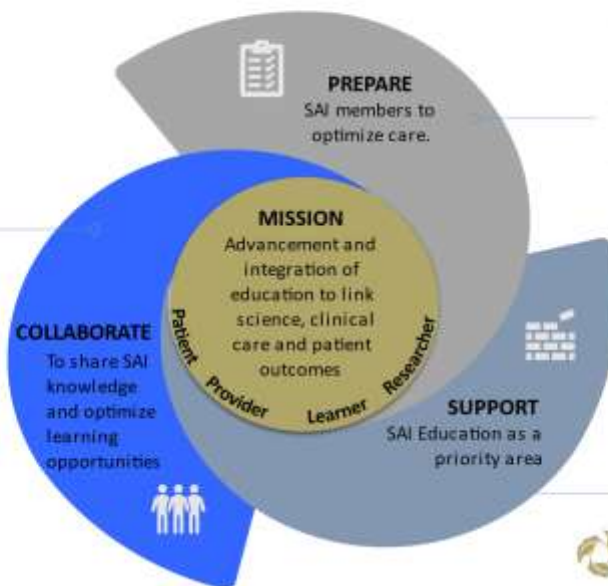 PREPARE
SAI members to
optimize care.
MISSION
Advancement and
integration of
education to link
science, clinical
care and patient
outcomes
Patient
Provider
Learner
Researcher
COLLABORATE
To share SAI
knowledge
and optimize
learning
opportunities
SUPPORT
SAI Education as a
priority area